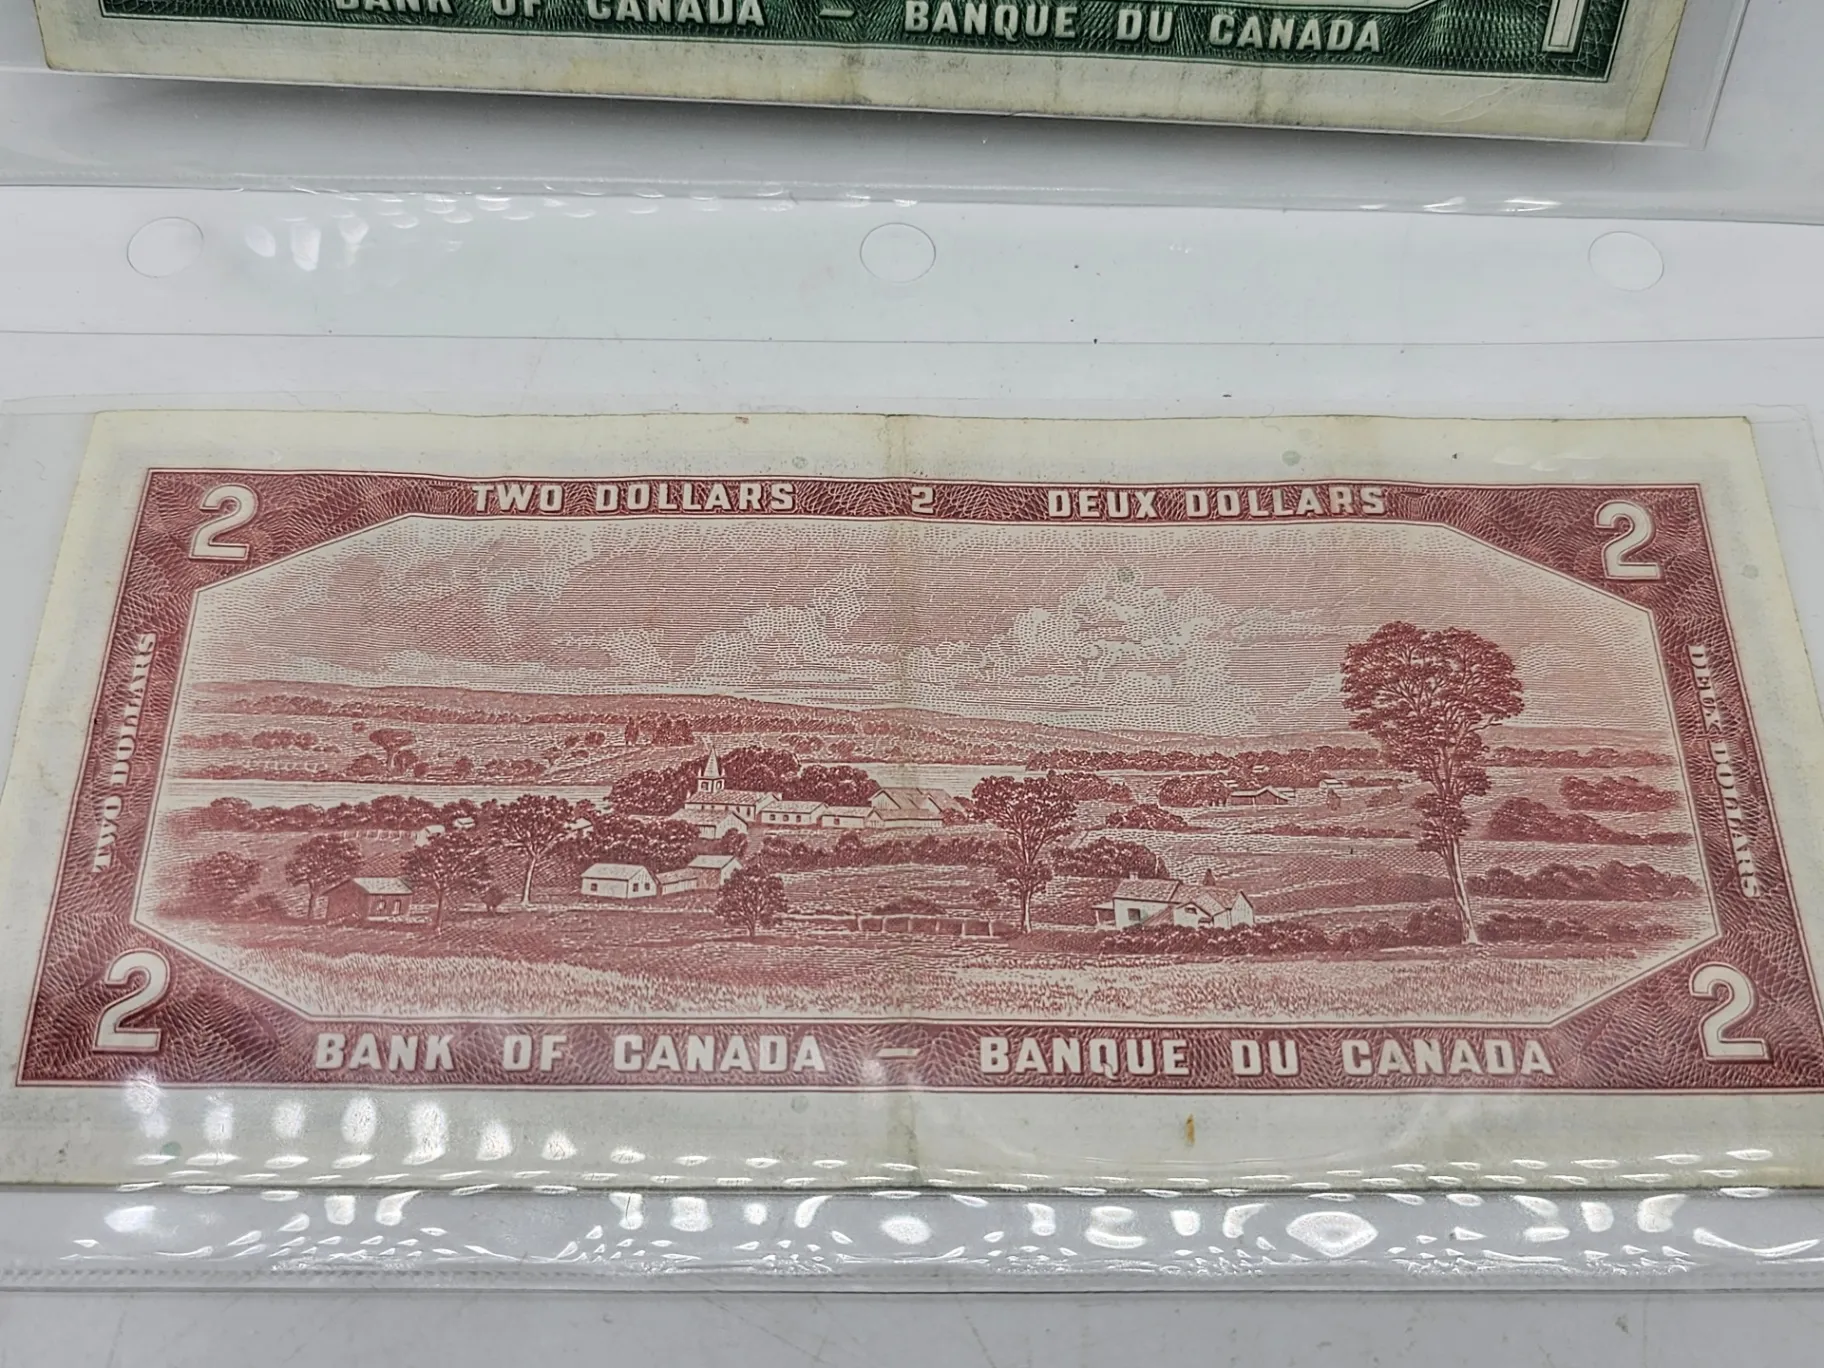 BANK OF CANADA — BANQUE DU CANADA 1
2 TWO DOLLARS 2 DEUX DOLLARS 2
TWO DOLLARS
DEUX DOLLARS
2 BANK OF CANADA — BANQUE DU CANADA 2